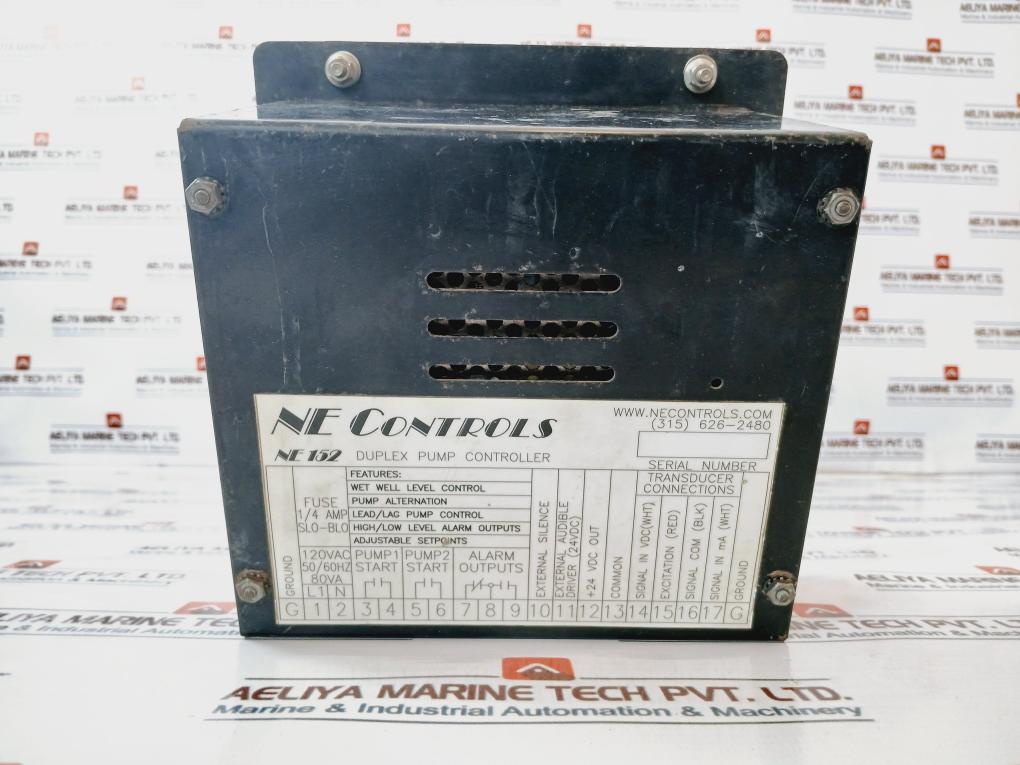 NE CONTROLS
WWW.NECONTROLS.COM
(315) 626-2480
NE 152 DUPLEX PUMP CONTROLLER
SERIAL NUMBER
FEATURES:
WET WELL LEVEL CONTROL
PUMP ALTERNATION
LEAD/LAG PUMP CONTROL
HIGH/LOW LEVEL ALARM OUTPUTS
ADJUSTABLE SETPOINTS
FUSE
1/4 AMP
SLO-BLO
TRANSDUCER
CONNECTIONS
GROUND
120VAC
50/60HZ
80VA
L1 N
PUMP1
START
PUMP2
START
ALARM
OUTPUTS
EXTERNAL SILENCE
EXTERNAL AUDIBLE
DRIVER (24VDC)
+24 VDC OUT
COMMON
SIGNAL IN VDC(WHT)
EXCITATION (RED)
SIGNAL COM (BLK)
SIGNAL IN mA (WHT)
GROUND
G 1 2 3 4 5 6 7 8 9 10 11 12 13 14 15 16 17 G
AELIYA MARINE TECH PVT. LTD.
Marine & Industrial Automation & Machinery